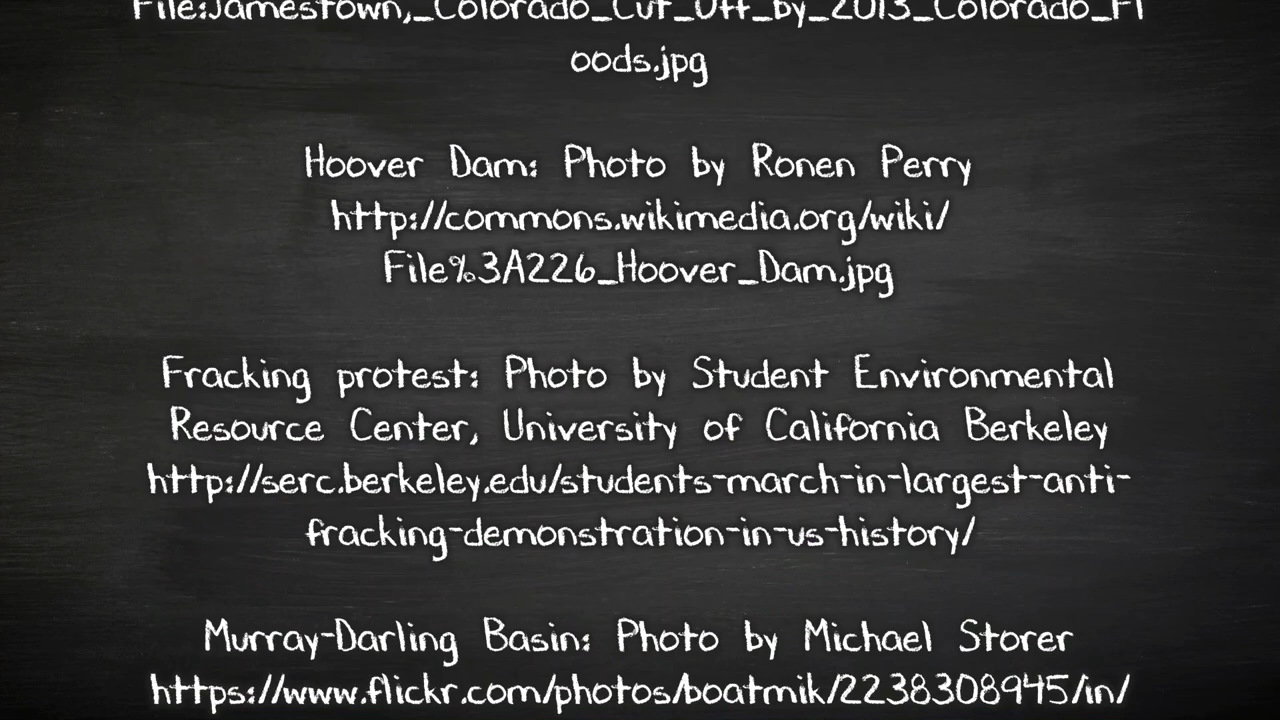 File:Jamestown,_Colorado_Cut_Off_by_2013_Colorado_Fl
oods.jpg
Hoover Dam: Photo by Ronen Perry
http://commons.wikimedia.org/wiki/
File%3A226_Hoover_Dam.jpg
Fracking protest: Photo by Student Environmental
Resource Center, University of California Berkeley
http://serc.berkeley.edu/students-march-in-largest-anti-
fracking-demonstration-in-us-history/
Murray-Darling Basin: Photo by Michael Storer
https://www.flickr.com/photos/boatmik/2238308945/in/